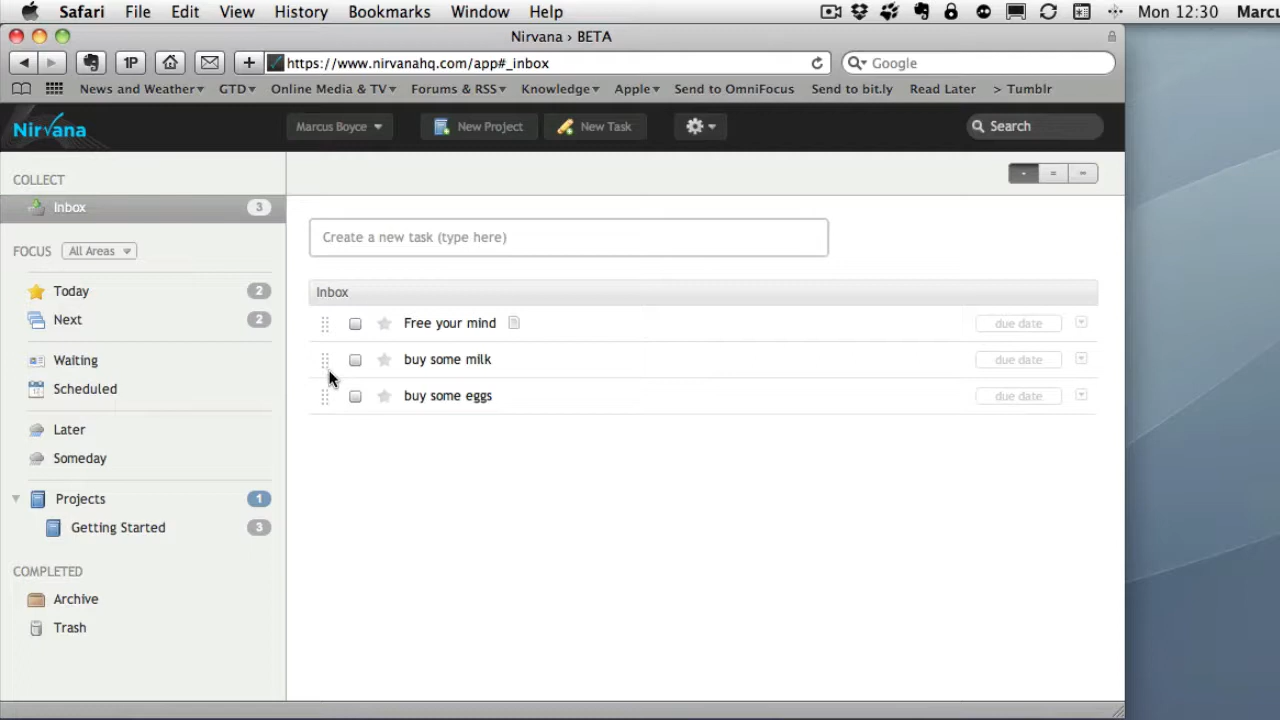 Safari File Edit View History Bookmarks Window Help Mon 12:30 Marcu
Nirvana › BETA
1P https://www.nirvanahq.com/app#_inbox Google
News and Weather GTD Online Media & TV Forums & RSS Knowledge Apple Send to OmniFocus Send to bit.ly Read Later > Tumblr
Nirvana Marcus Boyce New Project New Task Search
COLLECT
Inbox 3
FOCUS All Areas
Today 2
Next 2
Waiting
Scheduled
Later
Someday
Projects 1
Getting Started 3
COMPLETED
Archive
Trash
Create a new task (type here)
Inbox
Free your mind due date
buy some milk due date
buy some eggs due date